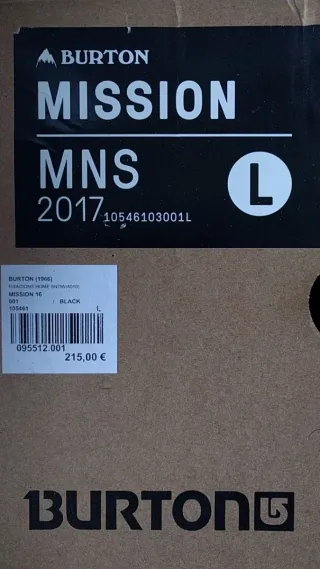 BURTON
MISSION
MNS
L
2017 10546103001L
BURTON (1966)
MISSION 16
001 | BLACK
105461 L
095512.001
215,00 €
BURTON